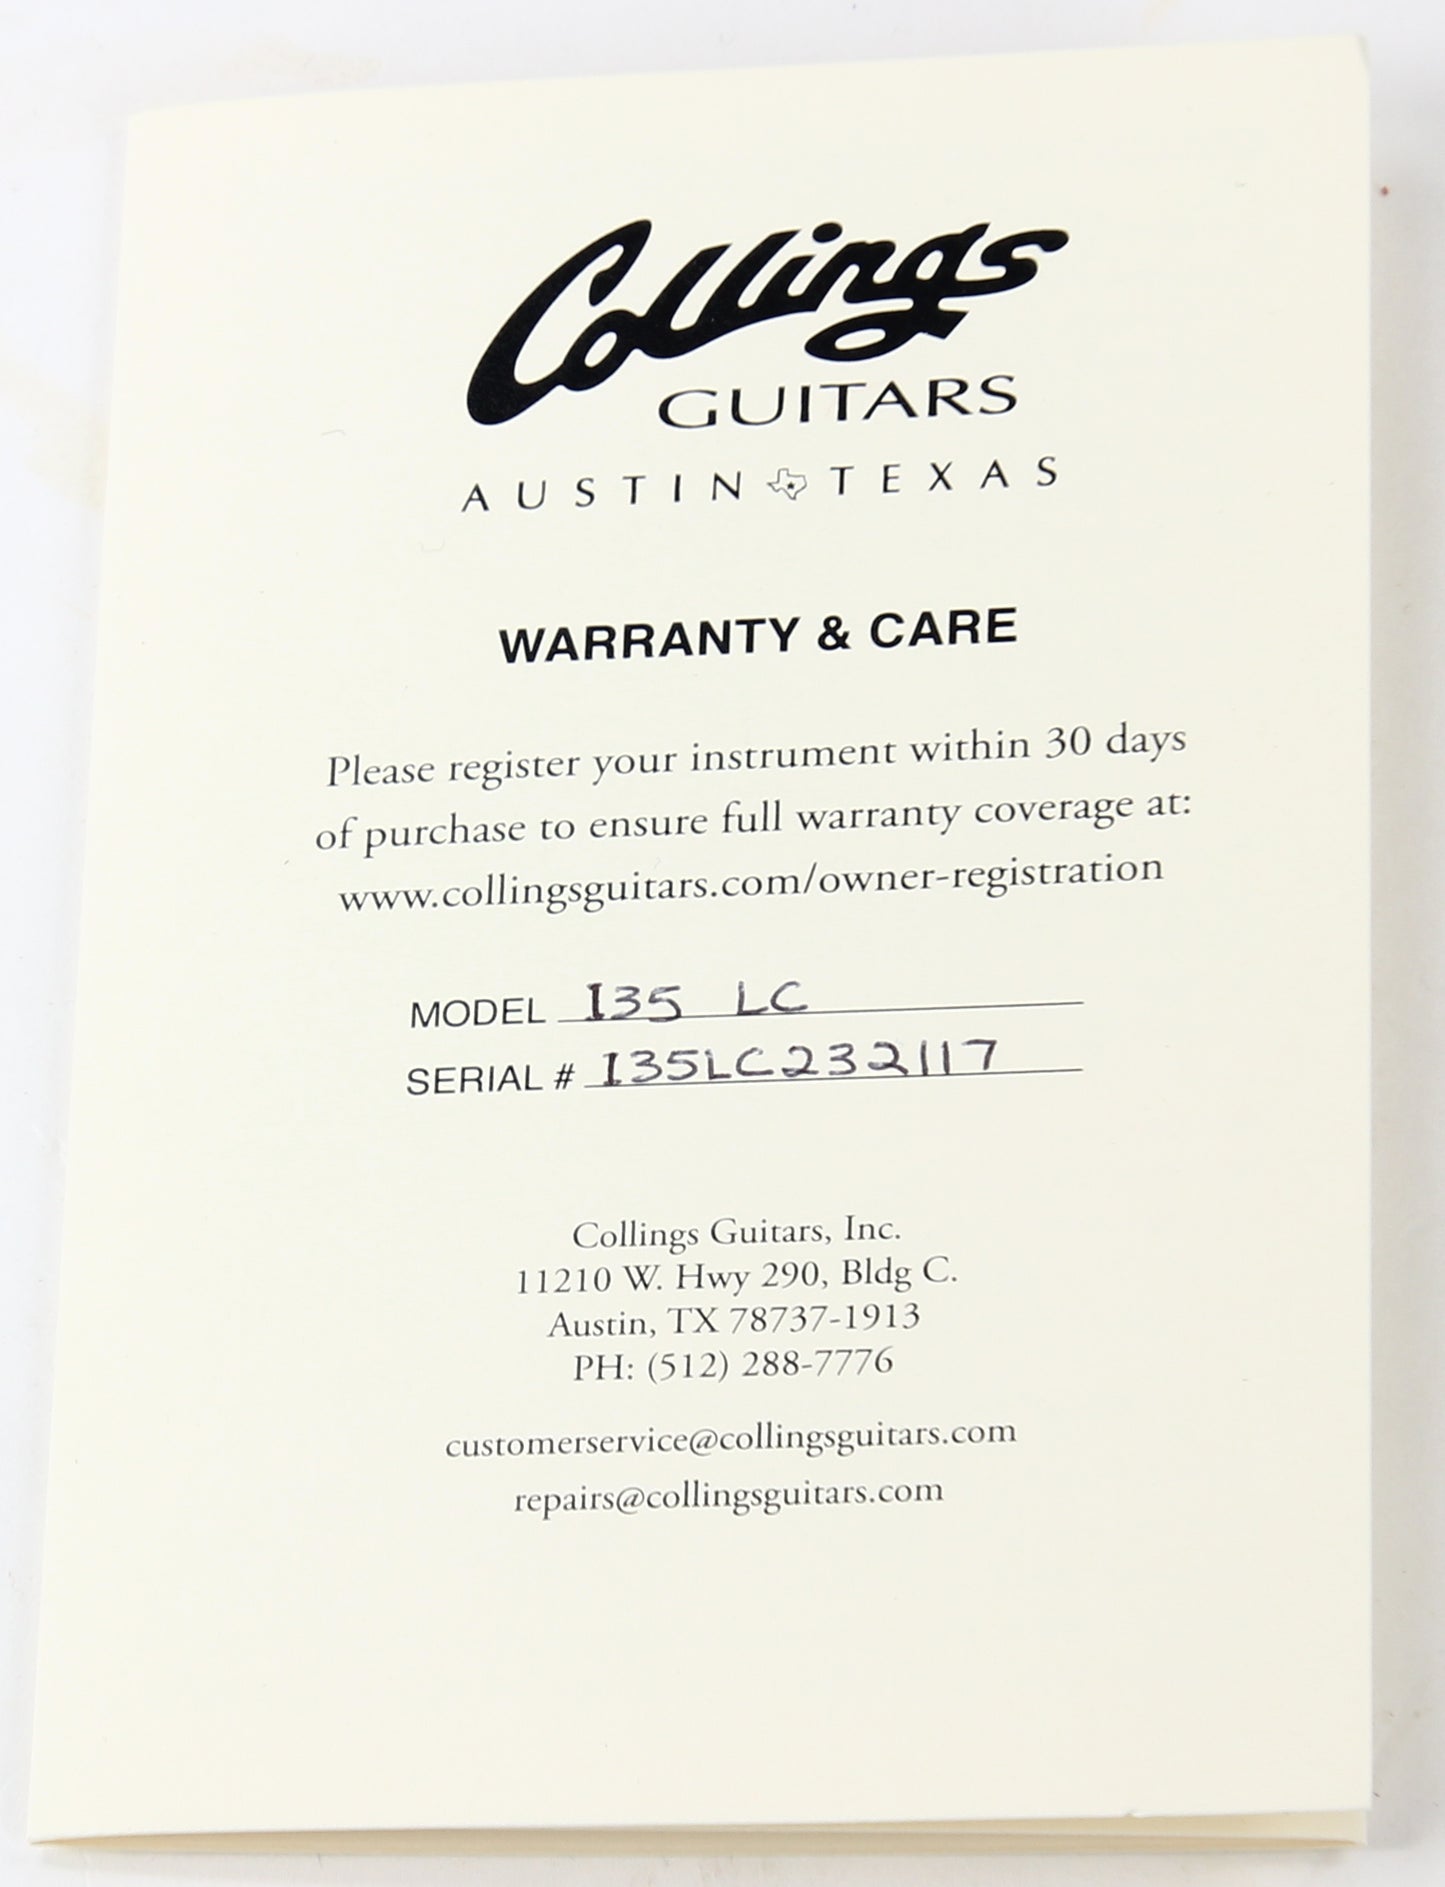 Collings
GUITARS
AUSTIN TEXAS
WARRANTY & CARE
Please register your instrument within 30 days
of purchase to ensure full warranty coverage at:
www.collingsguitars.com/owner-registration
MODEL I35 LC
SERIAL # I35LC232117
Collings Guitars, Inc.
11210 W. Hwy 290, Bldg C.
Austin, TX 78737-1913
PH: (512) 288-7776
customerservice@collingsguitars.com
repairs@collingsguitars.com